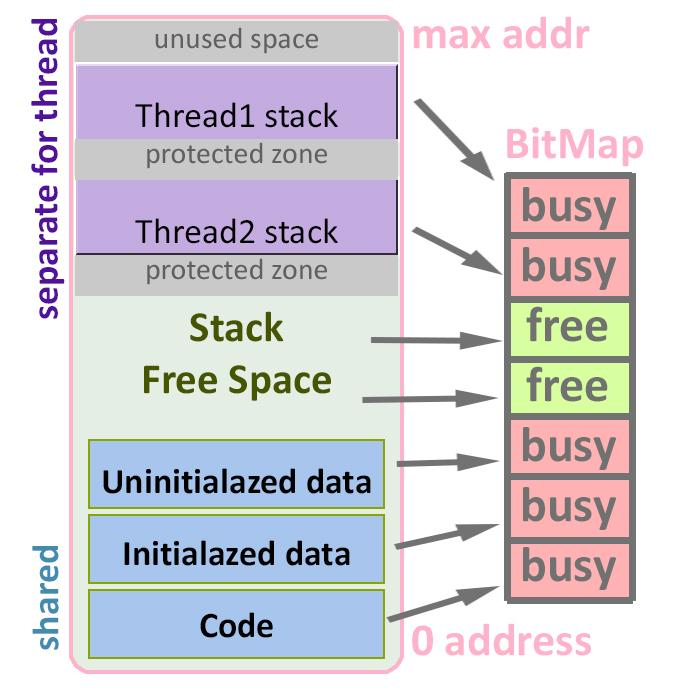 unused space
max addr
separate for thread
Thread1 stack
protected zone
BitMap
busy
Thread2 stack
busy
protected zone
Stack
free
Free Space
free
busy
Uninitialazed data
busy
Initialazed data
busy
shared
Code
0 address